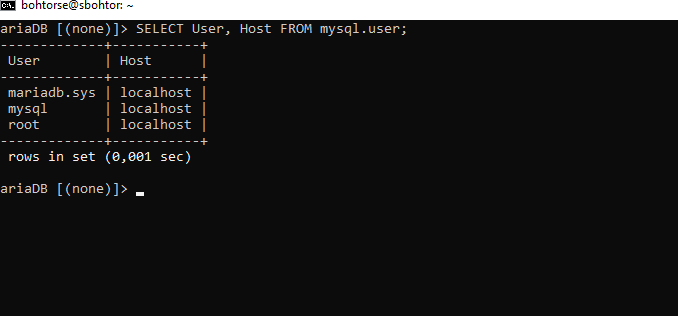 bohtorse@sbohtor: ~
ariaDB [(none)]> SELECT User, Host FROM mysql.user;
-------------+-----------+
 User        | Host      |
-------------+-----------+
 mariadb.sys | localhost |
 mysql       | localhost |
 root        | localhost |
-------------+-----------+
 rows in set (0,001 sec)
ariaDB [(none)]>